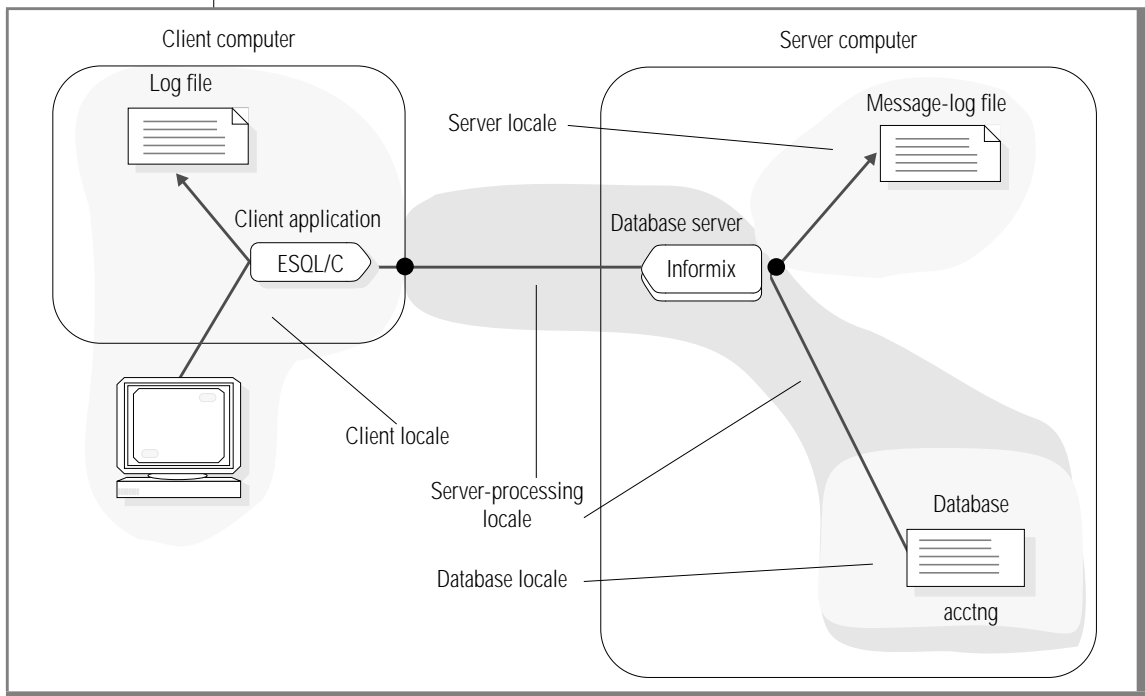 Client computer
Server computer
Log file
Message-log file
Server locale
Client application
Database server
ESQL/C
Informix
Client locale
Server-processing
locale
Database
Database locale
acctng